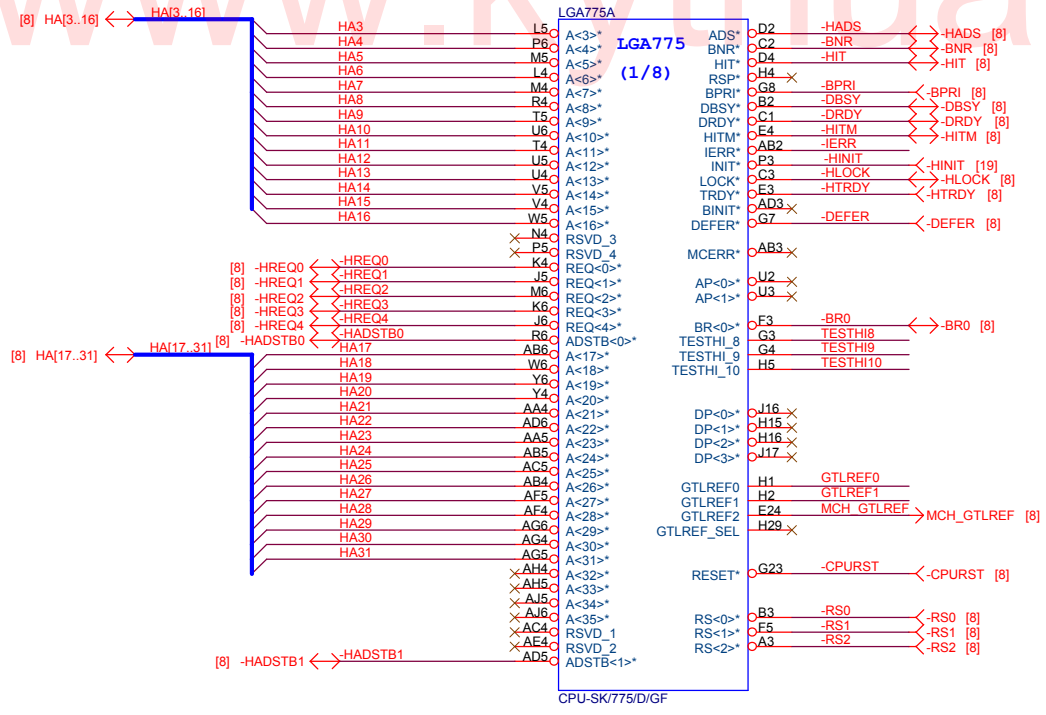 www.kythua
LGA775A
LGA775
(1/8)
[8] HA[3..16] HA[3..16]
HA3 L5 A<3>*
HA4 P6 A<4>*
HA5 M5 A<5>*
HA6 L4 A<6>*
HA7 M4 A<7>*
HA8 R4 A<8>*
HA9 T5 A<9>*
HA10 U6 A<10>*
HA11 T4 A<11>*
HA12 U5 A<12>*
HA13 U4 A<13>*
HA14 V5 A<14>*
HA15 V4 A<15>*
HA16 W5 A<16>*
N4 RSVD_3
P5 RSVD_4
[8] -HREQ0 -HREQ0 K4 REQ<0>*
[8] -HREQ1 -HREQ1 J5 REQ<1>*
[8] -HREQ2 -HREQ2 M6 REQ<2>*
[8] -HREQ3 -HREQ3 K6 REQ<3>*
[8] -HREQ4 -HREQ4 J6 REQ<4>*
[8] -HADSTB0 -HADSTB0 R6 ADSTB<0>*
[8] HA[17..31] HA[17..31]
HA17 AB6 A<17>*
HA18 W6 A<18>*
HA19 Y6 A<19>*
HA20 Y4 A<20>*
HA21 AA4 A<21>*
HA22 AD6 A<22>*
HA23 AA5 A<23>*
HA24 AB5 A<24>*
HA25 AC5 A<25>*
HA26 AB4 A<26>*
HA27 AF5 A<27>*
HA28 AF4 A<28>*
HA29 AG6 A<29>*
HA30 AG4 A<30>*
HA31 AG5 A<31>*
AH4 A<32>*
AH5 A<33>*
AJ5 A<34>*
AJ6 A<35>*
AC4 RSVD_1
AE4 RSVD_2
[8] -HADSTB1 -HADSTB1 AD5 ADSTB<1>*
ADS* D2 -HADS -HADS [8]
BNR* C2 -BNR -BNR [8]
HIT* D4 -HIT -HIT [8]
RSP* H4
BPRI* G8 -BPRI -BPRI [8]
DBSY* B2 -DBSY -DBSY [8]
DRDY* C1 -DRDY -DRDY [8]
HITM* E4 -HITM -HITM [8]
IERR* AB2 -IERR
INIT* P3 -HINIT -HINIT [19]
LOCK* C3 -HLOCK -HLOCK [8]
TRDY* E3 -HTRDY -HTRDY [8]
BINIT* AD3
DEFER* G7 -DEFER -DEFER [8]
MCERR* AB3
AP<0>* U2
AP<1>* U3
BR<0>* F3 -BR0 -BR0 [8]
TESTHI_8 G3 TESTHI8
TESTHI_9 G4 TESTHI9
TESTHI_10 H5 TESTHI10
DP<0>* J16
DP<1>* H15
DP<2>* H16
DP<3>* J17
GTLREF0 H1 GTLREF0
GTLREF1 H2 GTLREF1
GTLREF2 E24 MCH_GTLREF MCH_GTLREF [8]
GTLREF_SEL H29
RESET* G23 -CPURST -CPURST [8]
RS<0>* B3 -RS0 -RS0 [8]
RS<1>* F5 -RS1 -RS1 [8]
RS<2>* A3 -RS2 -RS2 [8]
CPU-SK/775/D/GF